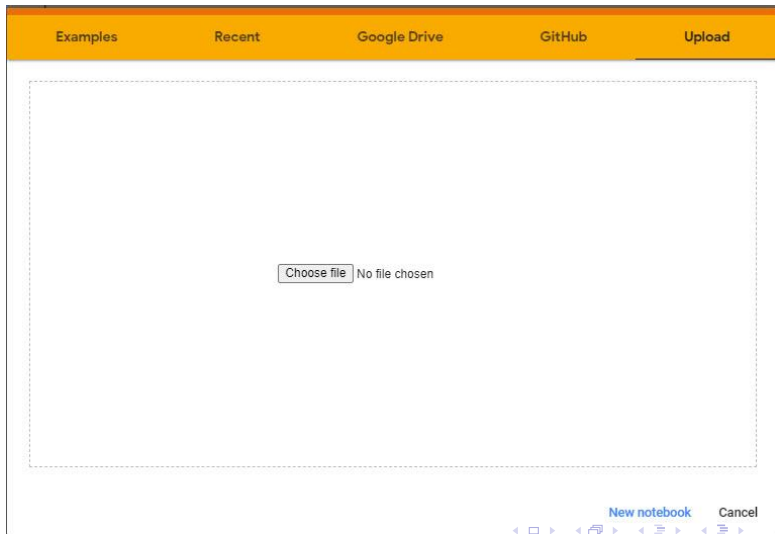 Examples Recent Google Drive GitHub Upload
Choose file No file chosen
New notebook Cancel